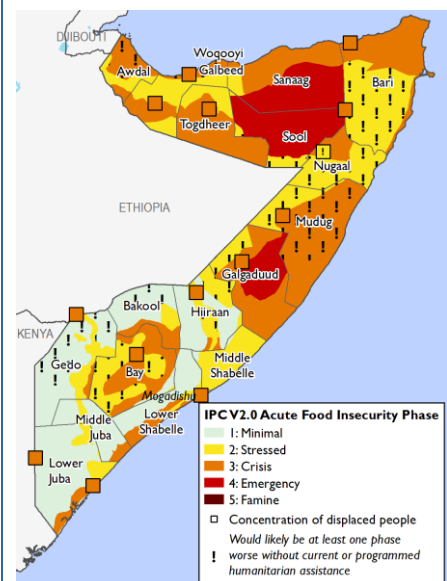 DJIBOUTI
Woqooyi
Galbeed
Awdal
Sanaag
Bari
Togdheer
Sool
Nugaal
ETHIOPIA
Mudug
Galgaduud
Bakool
Hiiraan
KENYA
Gedo
Bay
Middle
Shabelle
Mogadishu
Middle
Juba
Lower
Shabelle
Lower
Juba
IPC V2.0 Acute Food Insecurity Phase
1: Minimal
2: Stressed
3: Crisis
4: Emergency
5: Famine
Concentration of displaced people
Would likely be at least one phase
! worse without current or programmed
humanitarian assistance